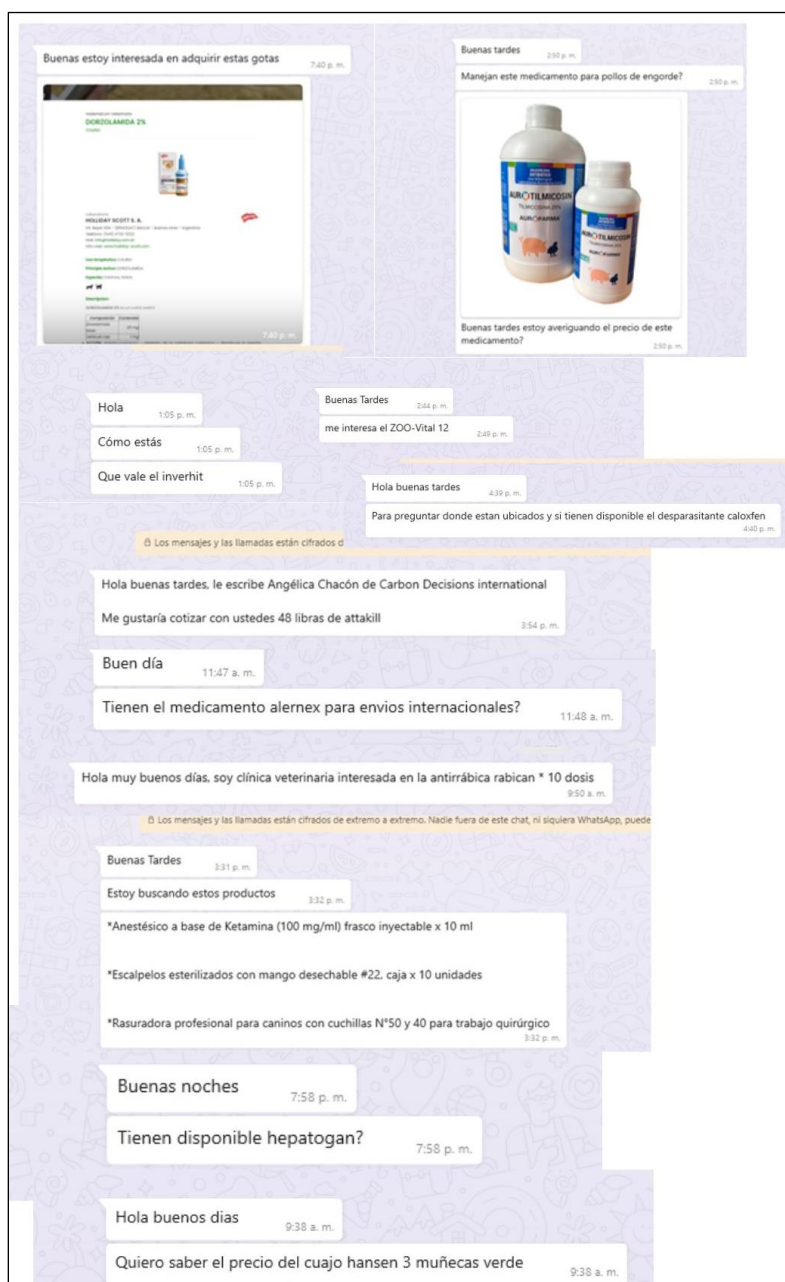 Buenas estoy interesada en adquirir estas gotas
7:40 p. m.
DORZOLAMIDA 2%
HOLLIDAY SCOTT S. A.
7:40 p. m.
Buenas tardes
2:50 p. m.
Manejan este medicamento para pollos de engorde?
2:50 p. m.
AUROTILMICOSIN
TILMICOSINA 25%
AUROFARMA
AUROTILMICOSIN
TILMICOSINA 25%
AUROFARMA
Buenas tardes estoy averiguando el precio de este
medicamento?
2:50 p. m.
Hola
1:05 p. m.
Cómo estás
1:05 p. m.
Que vale el inverhit
1:05 p. m.
Buenas Tardes
2:44 p. m.
me interesa el ZOO-Vital 12
2:49 p. m.
Hola buenas tardes
4:39 p. m.
Para preguntar donde estan ubicados y si tienen disponible el desparasitante caloxfen
4:40 p. m.
Los mensajes y las llamadas están cifrados d
Hola buenas tardes, le escribe Angélica Chacón de Carbon Decisions international
Me gustaría cotizar con ustedes 48 libras de attakill
3:54 p. m.
Buen día
11:47 a. m.
Tienen el medicamento alernex para envios internacionales?
11:48 a. m.
Hola muy buenos días, soy clínica veterinaria interesada en la antirrábica rabican * 10 dosis
9:50 a. m.
Los mensajes y las llamadas están cifrados de extremo a extremo. Nadie fuera de este chat, ni siquiera WhatsApp, puede
Buenas Tardes
3:31 p. m.
Estoy buscando estos productos
3:32 p. m.
*Anestésico a base de Ketamina (100 mg/ml) frasco inyectable x 10 ml
*Escalpelos esterilizados con mango desechable #22, caja x 10 unidades
*Rasuradora profesional para caninos con cuchillas N°50 y 40 para trabajo quirúrgico
3:32 p. m.
Buenas noches
7:58 p. m.
Tienen disponible hepatogan?
7:58 p. m.
Hola buenos dias
9:38 a. m.
Quiero saber el precio del cuajo hansen 3 muñecas verde
9:38 a. m.